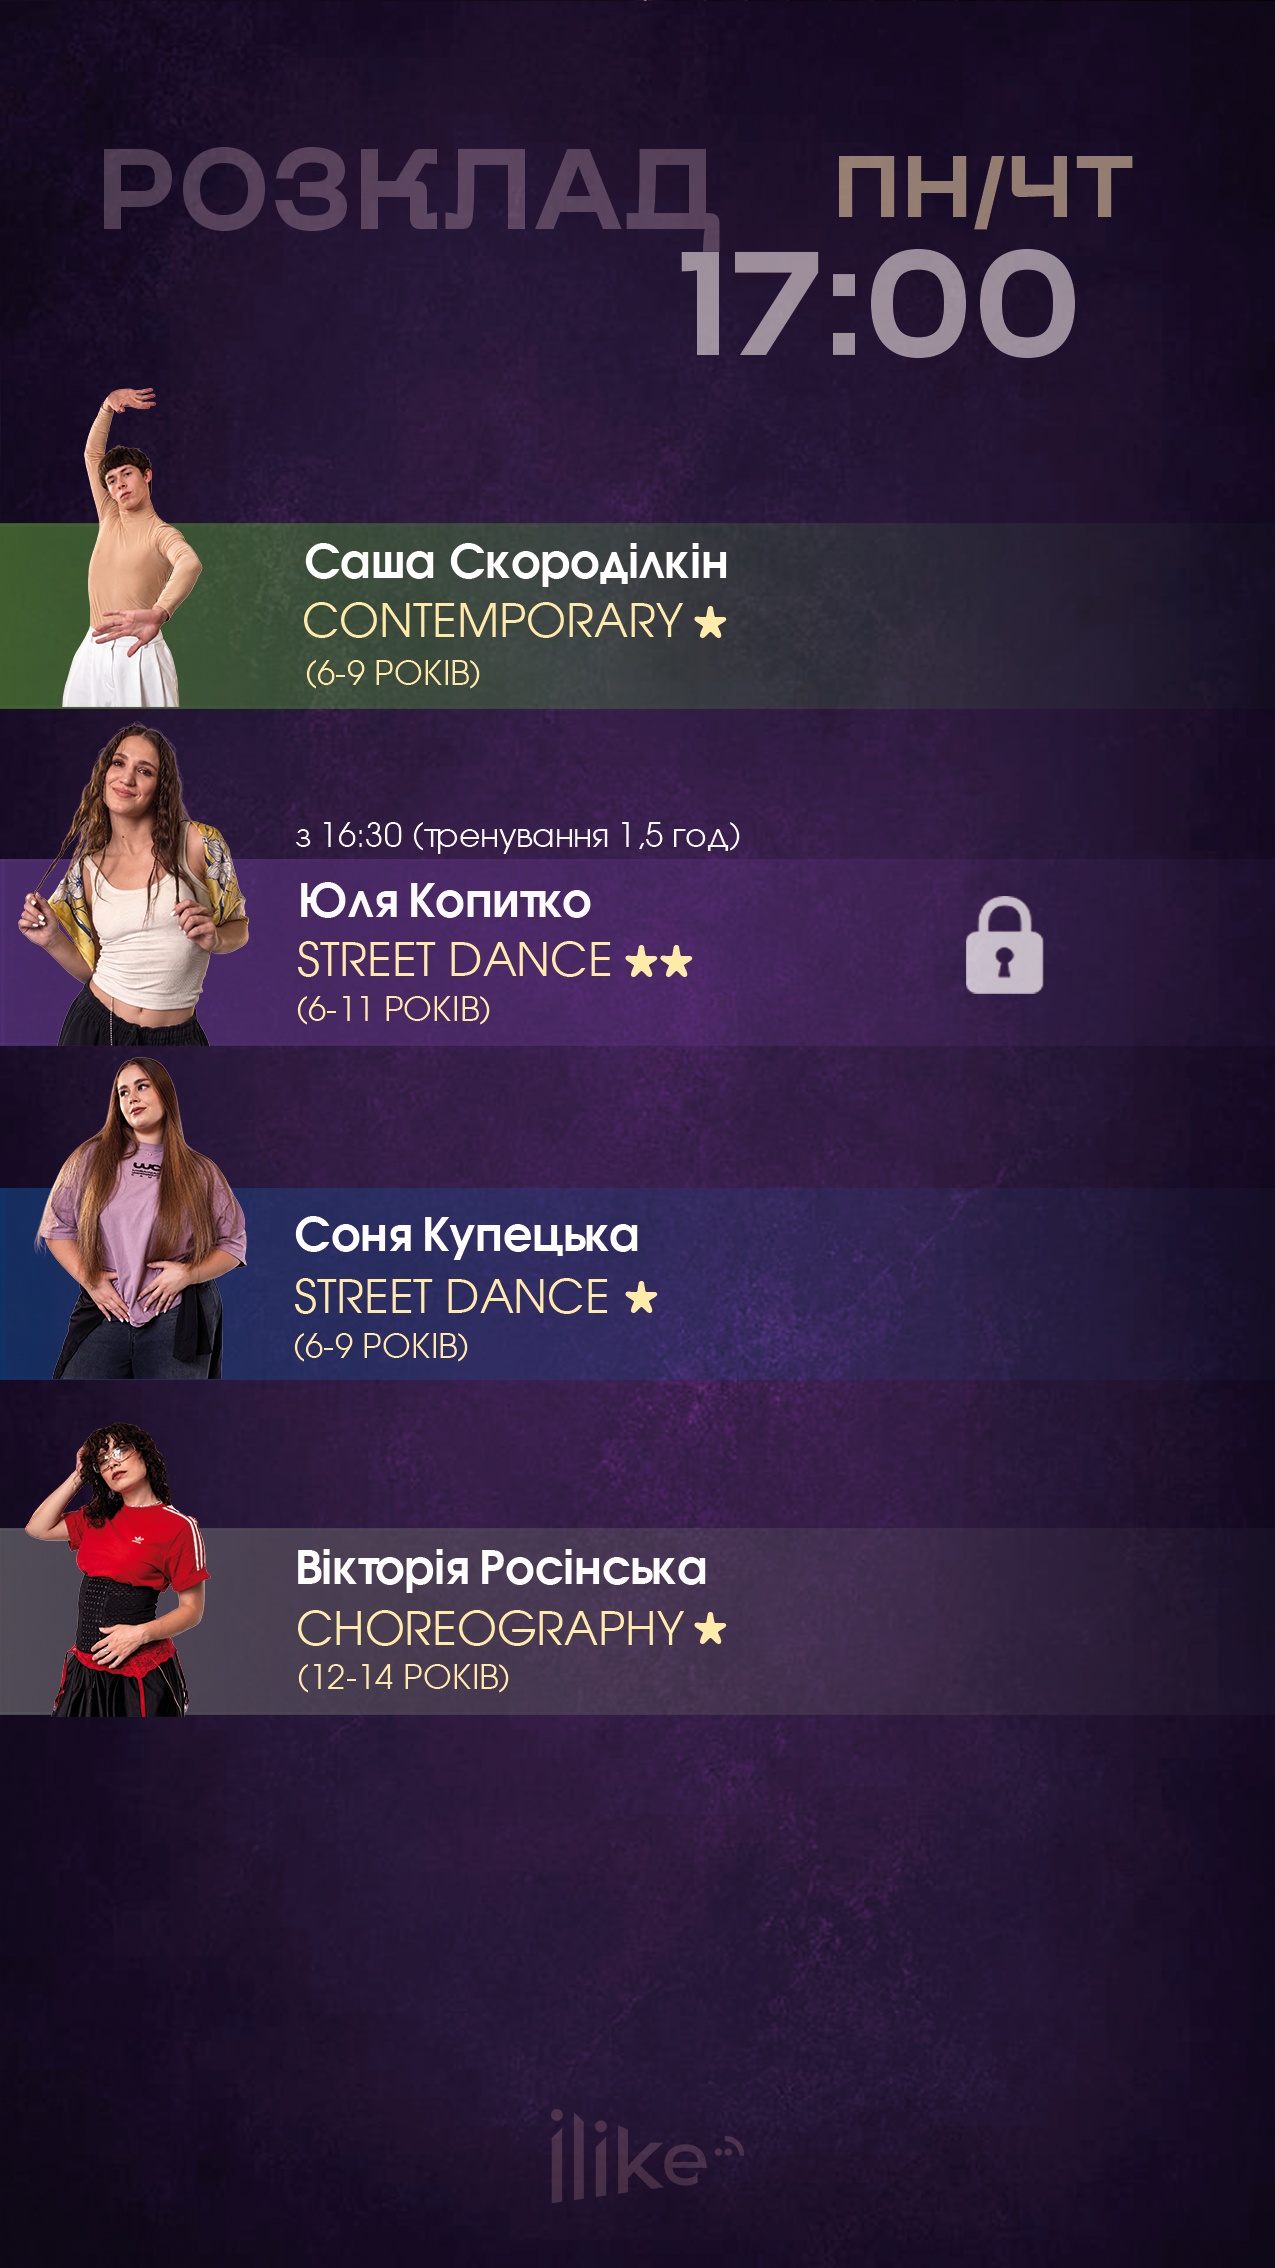 РОЗКЛАД ПН/ЧТ
17:00
Саша Скороділкін
CONTEMPORARY ★
(6-9 РОКІВ)
з 16:30 (тренування 1,5 год)
Юля Копитко
STREET DANCE ★★
(6-11 РОКІВ)
Соня Купецька
STREET DANCE ★
(6-9 РОКІВ)
Вікторія Росінська
CHOREOGRAPHY ★
(12-14 РОКІВ)
ilike